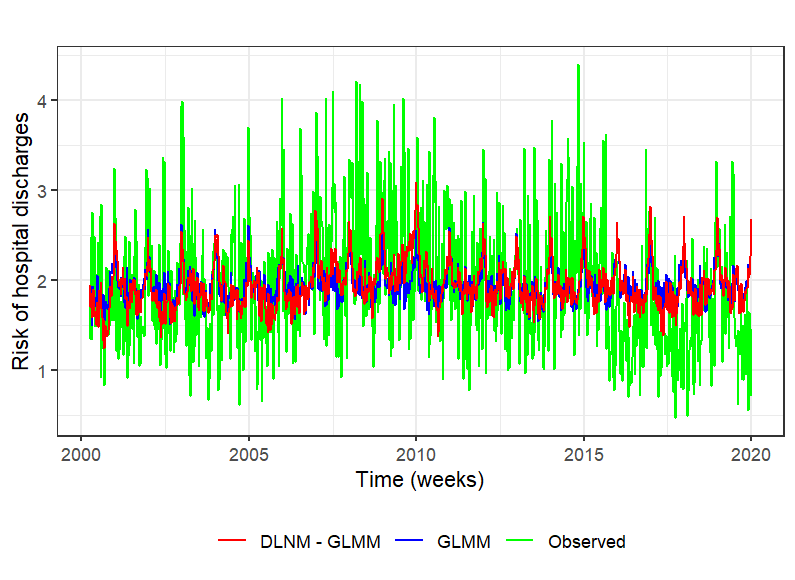 Risk of hospital discharges
4
3
2
1
2000 2005 2010 2015 2020
Time (weeks)
DLNM - GLMM GLMM Observed